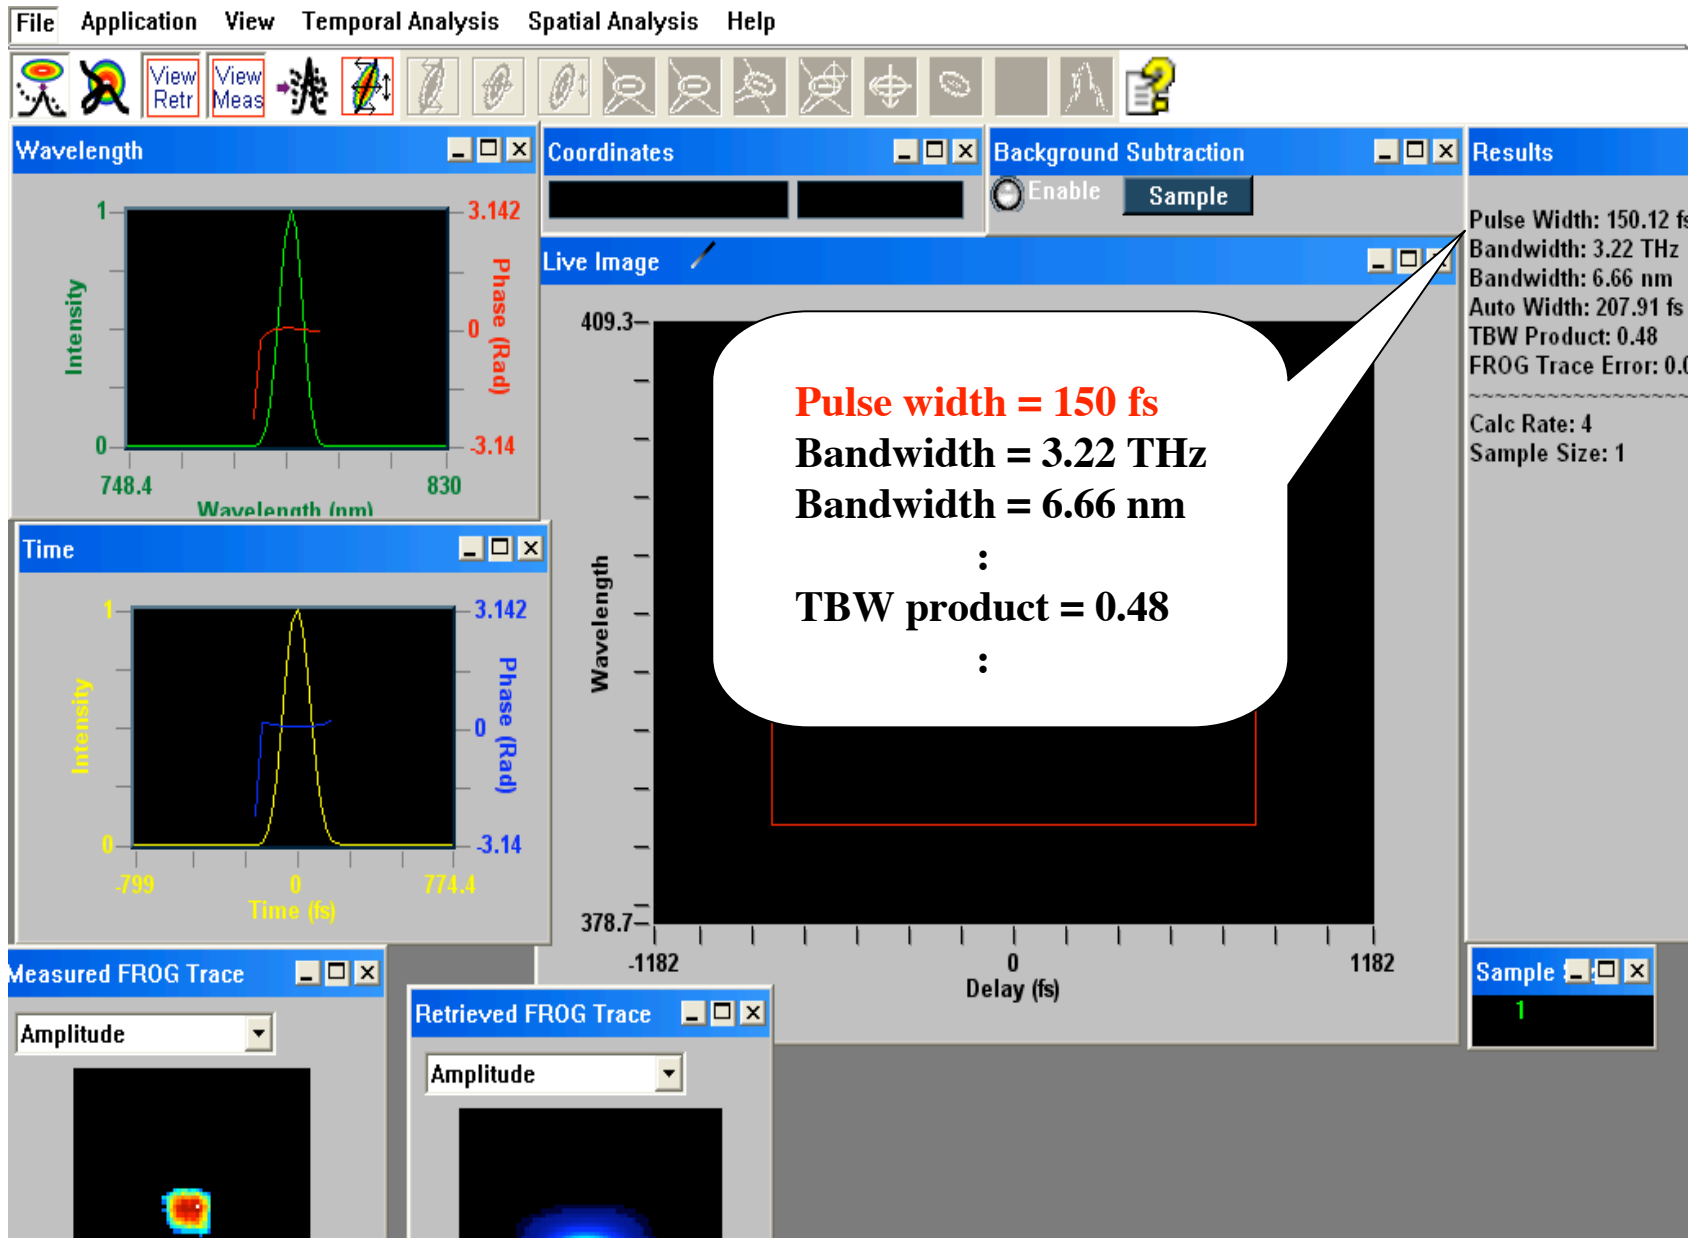 File Application View Temporal Analysis Spatial Analysis Help
View Retr
View Meas
Wavelength
1
3.142
Intensity
0
Phase (Rad)
0
-3.14
748.4
830
Wavelength (nm)
Coordinates
Background Subtraction
Enable
Sample
Results
Pulse Width: 150.12 fs
Bandwidth: 3.22 THz
Bandwidth: 6.66 nm
Auto Width: 207.91 fs
TBW Product: 0.48
FROG Trace Error: 0.0
~~~~~~~~~~~~~~~~~
Calc Rate: 4
Sample Size: 1
Live Image
409.3
Wavelength
378.7
-1182
0
1182
Delay (fs)
Pulse width = 150 fs
Bandwidth = 3.22 THz
Bandwidth = 6.66 nm
:
TBW product = 0.48
:
Time
1
3.142
Intensity
0
Phase (Rad)
0
-3.14
-799
0
774.4
Time (fs)
Measured FROG Trace
Amplitude
Retrieved FROG Trace
Amplitude
Sample
1